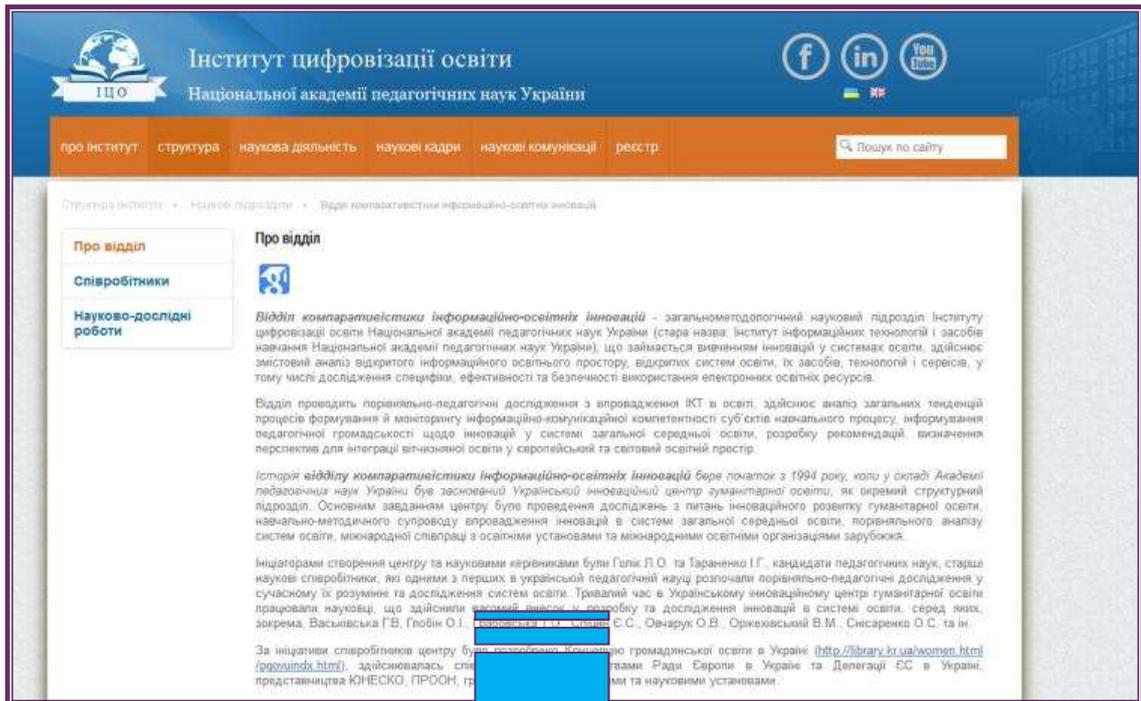 Інститут цифровізації освіти
Національної академії педагогічних наук України
ІЦО
f
in
You
Tube
про інститут структура наукова діяльність наукові кадри наукові комунікації реєстр
Пошук по сайту
Структура інституту • Наукові підрозділи • Відділ компаративістики інформаційно-освітніх інновацій
Про відділ
Співробітники
Науково-дослідні
роботи
Про відділ
Відділ компаративістики інформаційно-освітніх інновацій - загальнометодологічний науковий підрозділ Інституту
цифровізації освіти Національної академії педагогічних наук України (стара назва: Інститут інформаційних технологій і засобів
навчання Національної академії педагогічних наук України), що займається вивченням інновацій у системах освіти, здійснює
змістовий аналіз відкритого інформаційного освітнього простору, відкритих систем освіти, їх засобів, технологій і сервісів, у
тому числі дослідження специфіки, ефективності та безпечності використання електронних освітніх ресурсів.
Відділ проводить порівняльно-педагогічні дослідження з впровадження ІКТ в освіті, здійснює аналіз загальних тенденцій
процесів формування й моніторингу інформаційно-комунікаційної компетентності суб'єктів навчального процесу, інформування
педагогічної громадськості щодо інновацій у системі загальної середньої освіти, розробку рекомендацій, визначення
перспектив для інтеграції вітчизняної освіти у європейський та світовий освітній простір.
Історія відділу компаративістики інформаційно-освітніх інновацій бере початок з 1994 року, коли у складі Академії
педагогічних наук України був заснований Український інноваційний центр гуманітарної освіти, як окремий структурний
підрозділ. Основним завданням центру було проведення досліджень з питань інноваційного розвитку гуманітарної освіти,
навчально-методичного супроводу впровадження інновацій в системі загальної середньої освіти, порівняльного аналізу
систем освіти, міжнародної співпраці з освітніми установами та міжнародними освітніми організаціями зарубіжжя.
Ініціаторами створення центру та науковими керівниками були Голік Л.О. та Тараненко І.Г., кандидати педагогічних наук, старші
наукові співробітники, які одними з перших в українській педагогічній науці розпочали порівняльно-педагогічні дослідження у
сучасному їх розумінні та дослідження систем освіти. Тривалий час в Українському інноваційному центрі гуманітарної освіти
працювали науковці, що здійснили вагомий внесок у розробку та дослідження інновацій в системі освіти, серед яких,
зокрема, Васьківська Г.В, Глобін О.І., Є.С., Овчарук О.В., Оржехівський В.М., Снісаренко О.С. та ін.
За ініціативи співробітників центру було розроблено Концепцію громадянської освіти в Україні (http://library.kr.ua/women.html
/pgovuindx.html), здійснювалась Ради Європи в Україні та Делегації ЄС в Україні,
представництва ЮНЕСКО, ПРООН, та науковими установами.